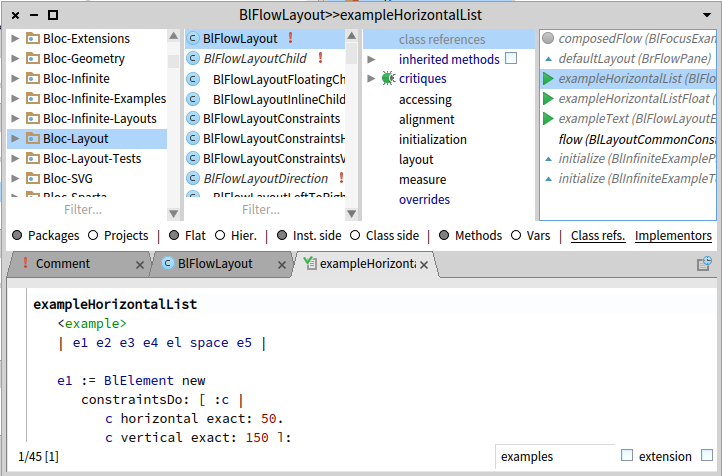 BlFlowLayout>>exampleHorizontalList
Bloc-Extensions
Bloc-Geometry
Bloc-Infinite
Bloc-Infinite-Examples
Bloc-Infinite-Layouts
Bloc-Layout
Bloc-Layout-Tests
Bloc-SVG
Bloc-Sparta
Filter...
BlFlowLayout
BlFlowLayoutChild
BlFlowLayoutFloatingCh
BlFlowLayoutInlineChild
BlFlowLayoutConstraints
BlFlowLayoutConstraintsH
BlFlowLayoutConstraintsV
BlFlowLayoutDirection
BlFlowLayoutLeftToRigh
Filter...
class references
inherited methods
critiques
accessing
alignment
initialization
layout
measure
overrides
composedFlow (BlFocusExam
defaultLayout (BrFlowPane)
exampleHorizontalList (BlFlo
exampleHorizontalListFloat (
exampleText (BlFlowLayoutE
flow (BlLayoutCommonConst
initialize (BlInfiniteExampleP
initialize (BlInfiniteExampleT
Packages Projects | Flat Hier. | Inst. side Class side | Methods Vars | Class refs. Implementors
Comment
BlFlowLayout
exampleHorizonta
exampleHorizontalList
<example>
| e1 e2 e3 e4 el space e5 |
e1 := BlElement new
constraintsDo: [ :c |
c horizontal exact: 50.
c vertical exact: 150 ];
1/45 [1]
examples
extension